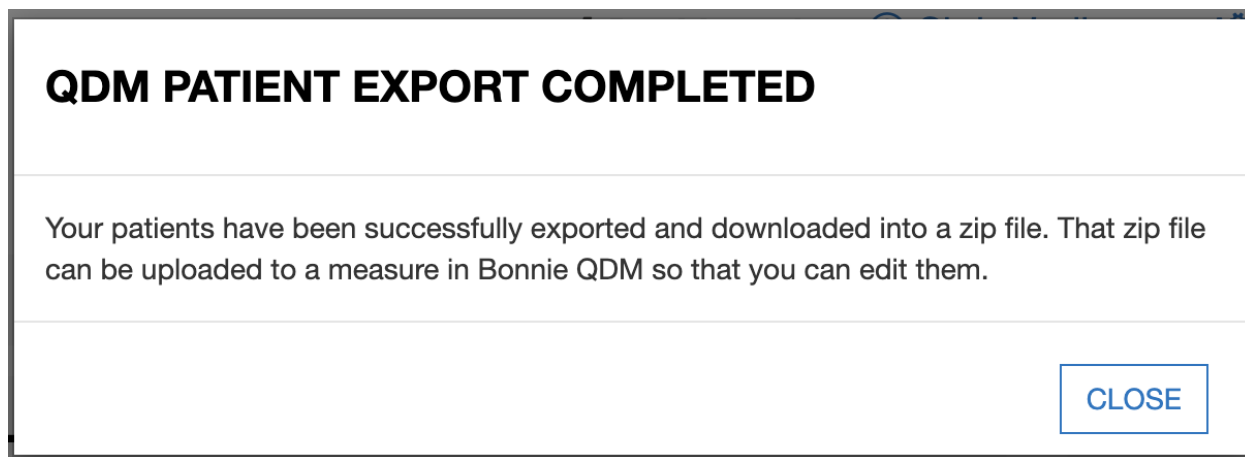 QDM PATIENT EXPORT COMPLETED
Your patients have been successfully exported and downloaded into a zip file. That zip file
can be uploaded to a measure in Bonnie QDM so that you can edit them.
CLOSE